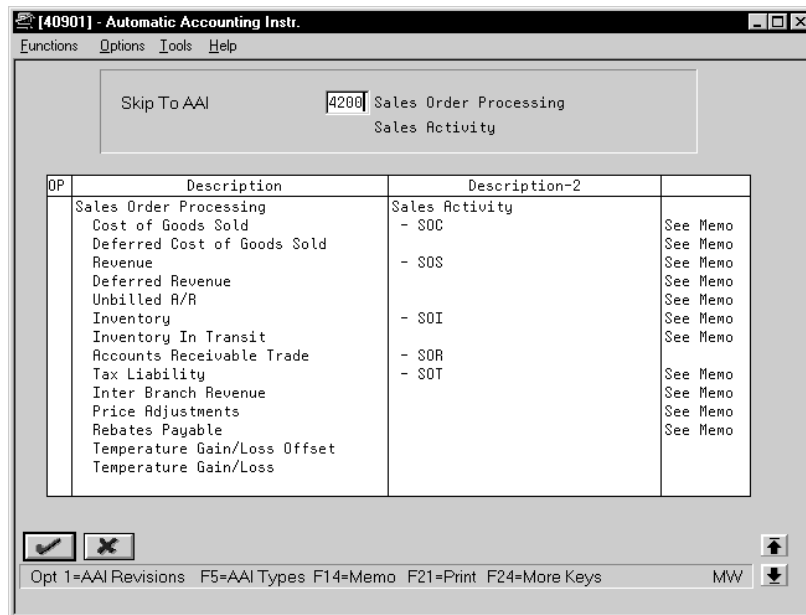 [40901] - Automatic Accounting Instr.
Functions Options Tools Help
Skip To AAI 4200 Sales Order Processing
Sales Activity
OP Description Description-2
Sales Order Processing Sales Activity
Cost of Goods Sold - SOC See Memo
Deferred Cost of Goods Sold See Memo
Revenue - SOS See Memo
Deferred Revenue See Memo
Unbilled A/R See Memo
Inventory - SOI See Memo
Inventory In Transit See Memo
Accounts Receivable Trade - SOR
Tax Liability - SOT See Memo
Inter Branch Revenue See Memo
Price Adjustments See Memo
Rebates Payable See Memo
Temperature Gain/Loss Offset
Temperature Gain/Loss
Opt 1=AAI Revisions F5=AAI Types F14=Memo F21=Print F24=More Keys MW